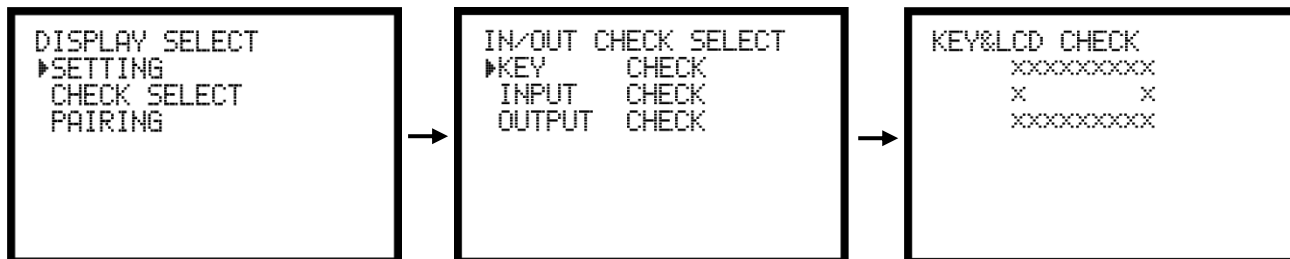 DISPLAY SELECT
▶SETTING
CHECK SELECT
PAIRING
IN/OUT CHECK SELECT
▶KEY CHECK
INPUT CHECK
OUTPUT CHECK
KEY&LCD CHECK
xxxxxxxxx
x x
xxxxxxxxx